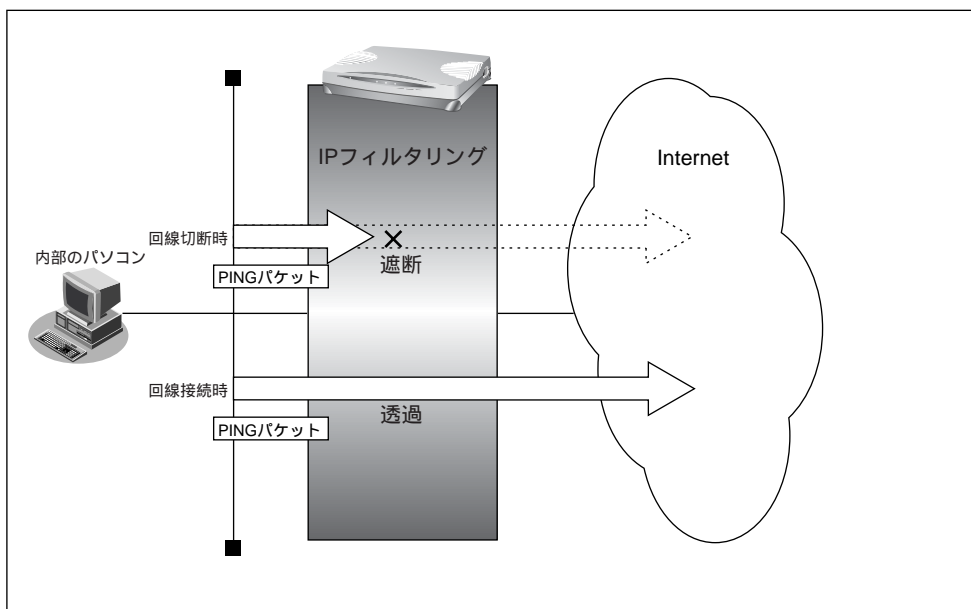 IPフィルタリング
Internet
回線切断時
遮断
内部のパソコン
PINGパケット
回線接続時
透過
PINGパケット